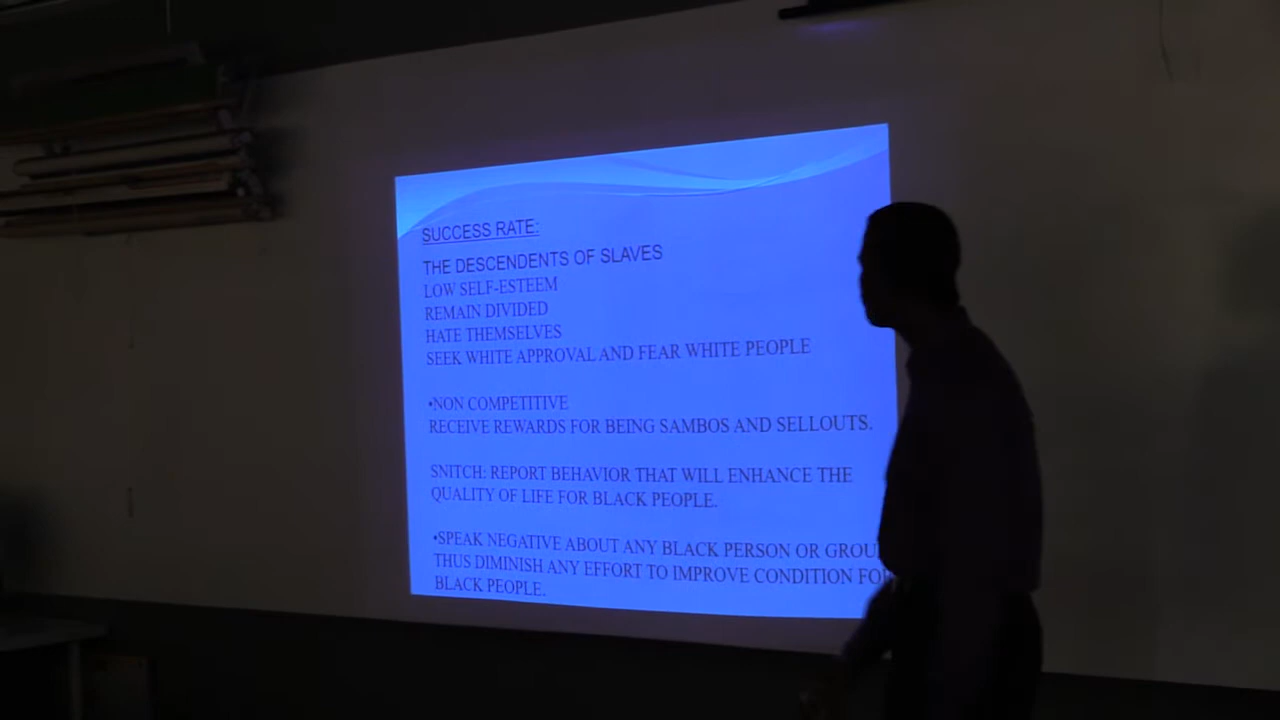 SUCCESS RATE:
THE DESCENDENTS OF SLAVES
LOW SELF-ESTEEM
REMAIN DIVIDED
HATE THEMSELVES
SEEK WHITE APPROVAL AND FEAR WHITE PEOPLE
•NON COMPETITIVE
RECEIVE REWARDS FOR BEING SAMBOS AND SELLOUTS.
SNITCH: REPORT BEHAVIOR THAT WILL ENHANCE THE
QUALITY OF LIFE FOR BLACK PEOPLE.
•SPEAK NEGATIVE ABOUT ANY BLACK PERSON OR GROU
THUS DIMINISH ANY EFFORT TO IMPROVE CONDITION FOR
BLACK PEOPLE.